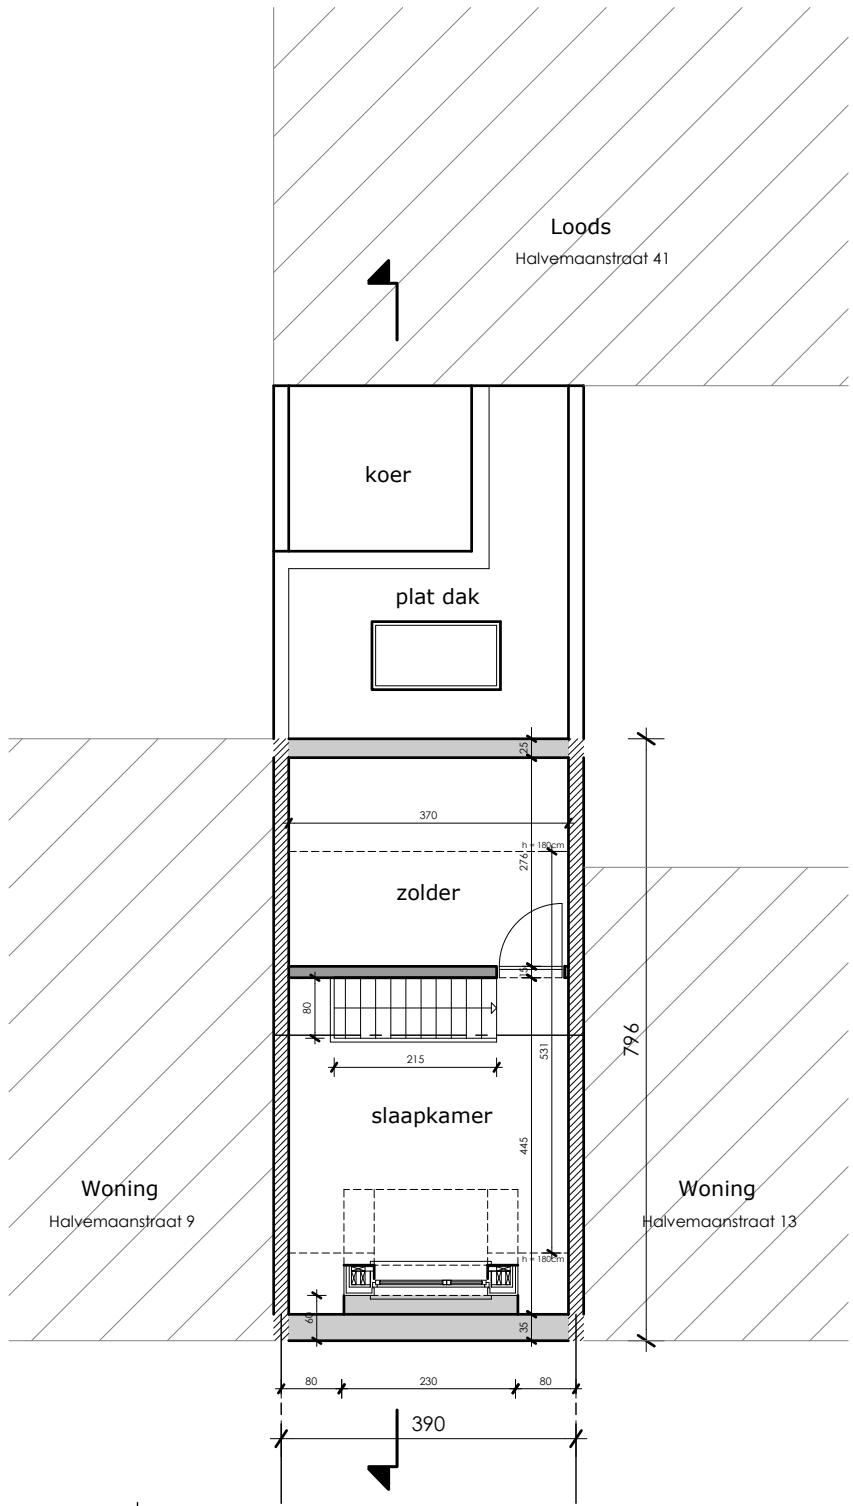 Loods
Halvemaanstraat 41
koer
plat dak
25
370
h = 180cm
276
zolder
15
80
796
531
215
slaapkamer
445
Woning
Halvemaanstraat 9
Woning
Halvemaanstraat 13
h = 180cm
60
35
80
230
80
390